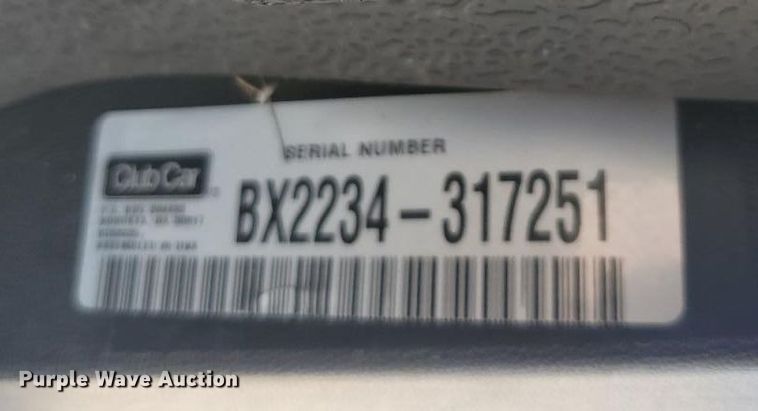 SERIAL NUMBER
Club Car
BX2234-317251
Purple Wave Auction